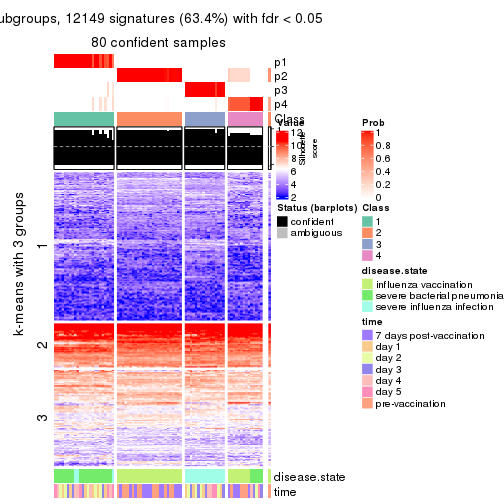 ubgroups, 12149 signatures (63.4%) with fdr < 0.05
80 confident samples
p1
p2
p3
p4
Class
Silhouette
score
k-means with 3 groups
1
2
3
disease.state
time
Value
12
10
8
6
4
2
Status (barplots)
confident
ambiguous
Prob
1
0.8
0.6
0.4
0.2
0
Class
1
2
3
4
disease.state
influenza vaccination
severe bacterial pneumonia
severe influenza infection
time
7 days post-vaccination
day 1
day 2
day 3
day 4
day 5
pre-vaccination